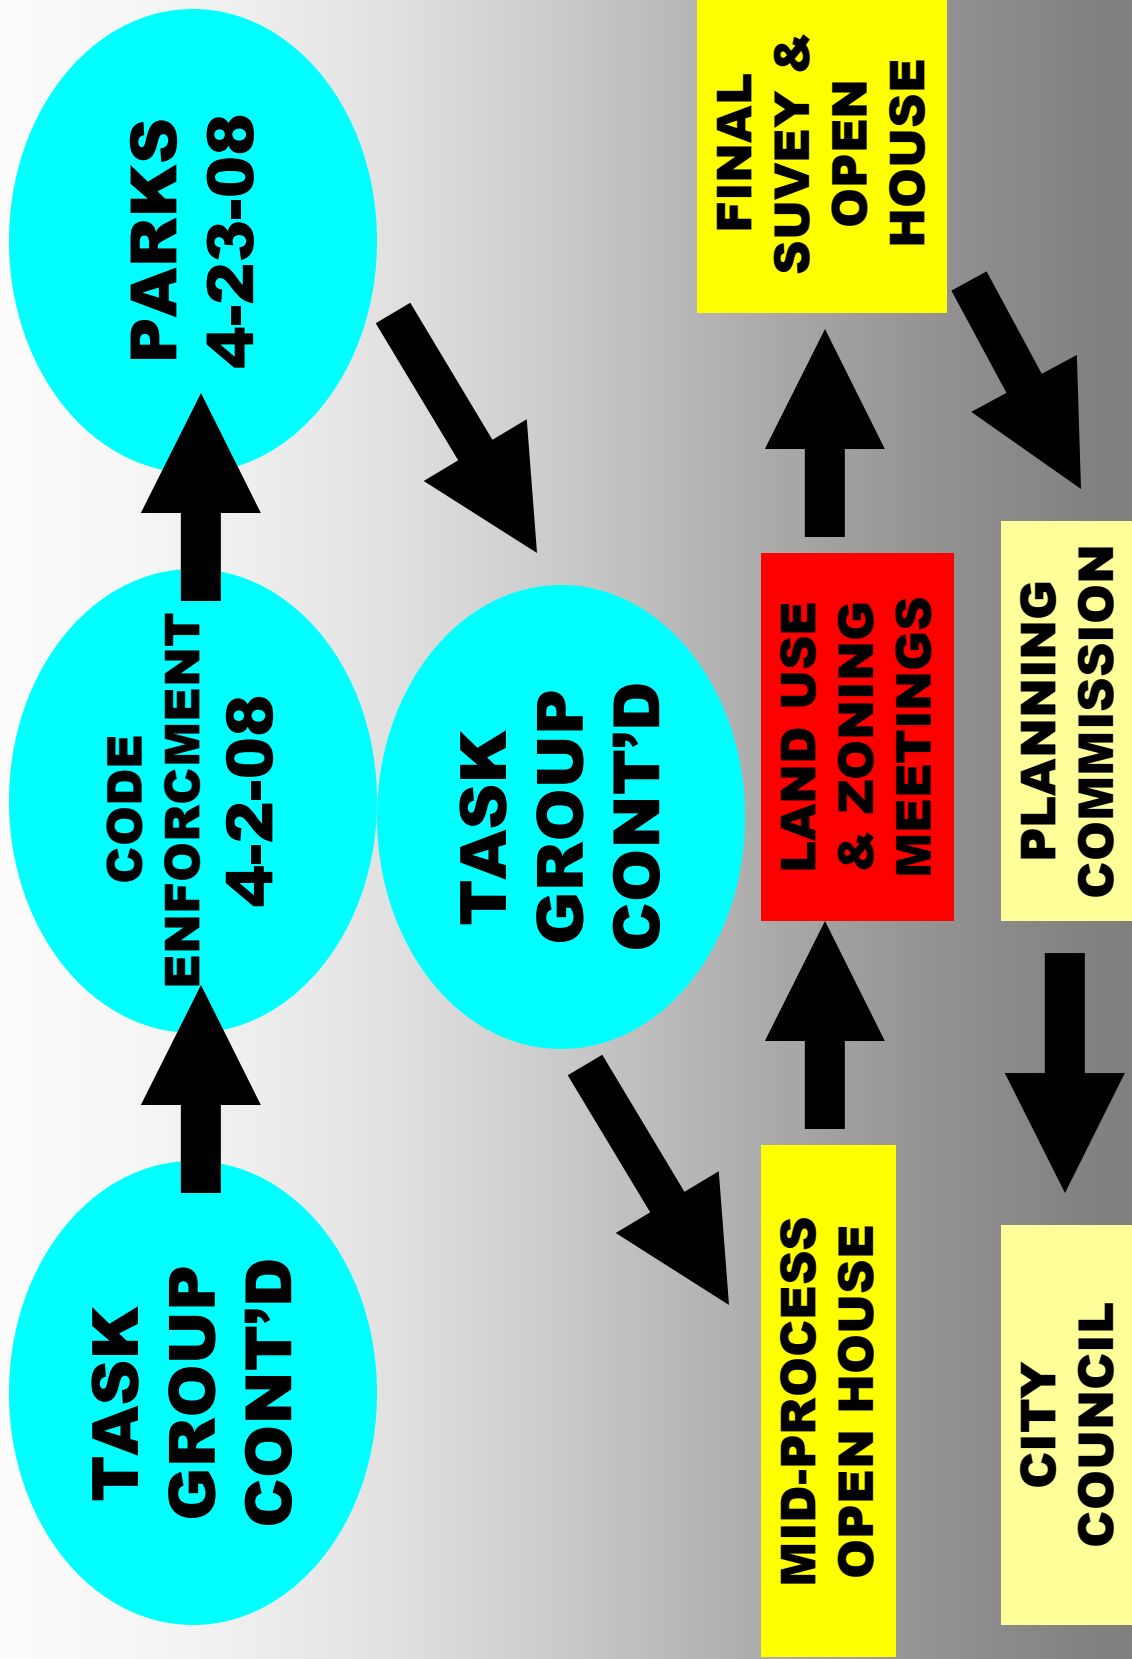 TASK
GROUP
CONT’D
CODE
ENFORCMENT
4-2-08
PARKS
4-23-08
TASK
GROUP
CONT’D
MID-PROCESS
OPEN HOUSE
LAND USE
& ZONING
MEETINGS
FINAL
SUVEY &
OPEN
HOUSE
PLANNING
COMMISSION
CITY
COUNCIL